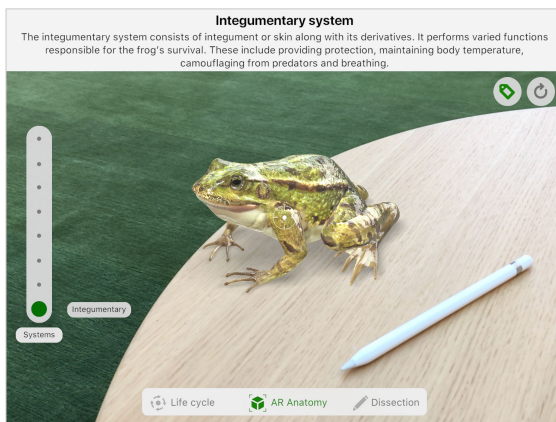 Integumentary system
The integumentary system consists of integument or skin along with its derivatives. It performs varied functions
responsible for the frog's survival. These include providing protection, maintaining body temperature,
camouflaging from predators and breathing.
Integumentary
Systems
Life cycle
AR Anatomy
Dissection